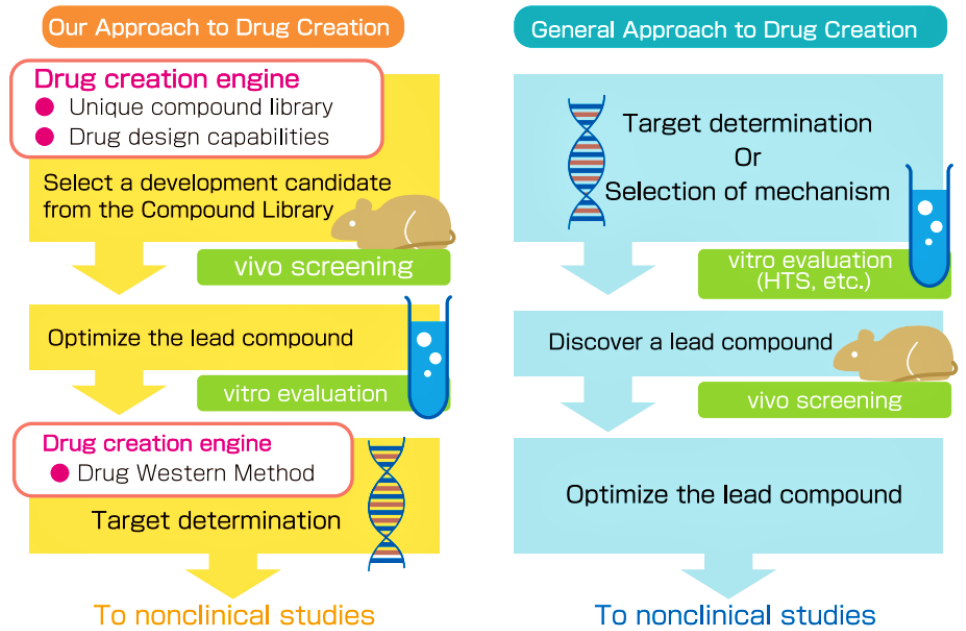 Our Approach to Drug Creation
Drug creation engine
Unique compound library
Drug design capabilities
Select a development candidate
from the Compound Library
vivo screening
Optimize the lead compound
vitro evaluation
Drug creation engine
Drug Western Method
Target determination
To nonclinical studies
General Approach to Drug Creation
Target determination
Or
Selection of mechanism
vitro evaluation
(HTS, etc.)
Discover a lead compound
vivo screening
Optimize the lead compound
To nonclinical studies